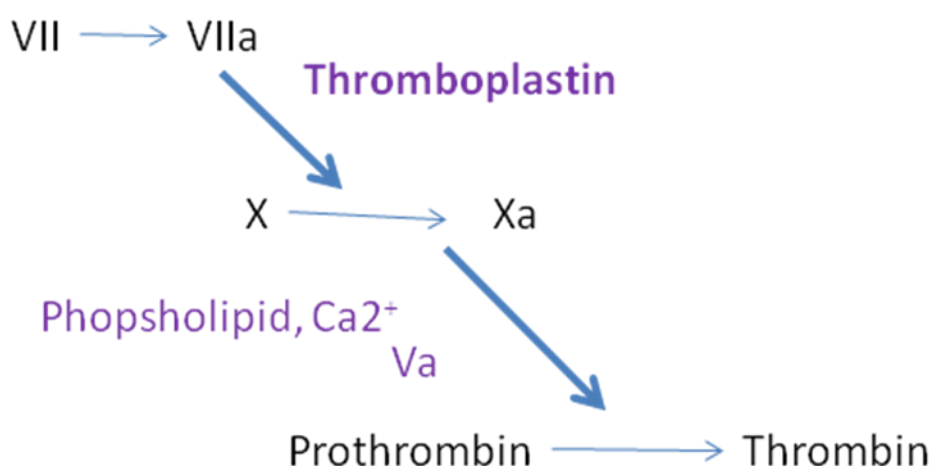 VII VIIa
Thromboplastin
X Xa
Phopsholipid, Ca2⁺
Va
Prothrombin Thrombin